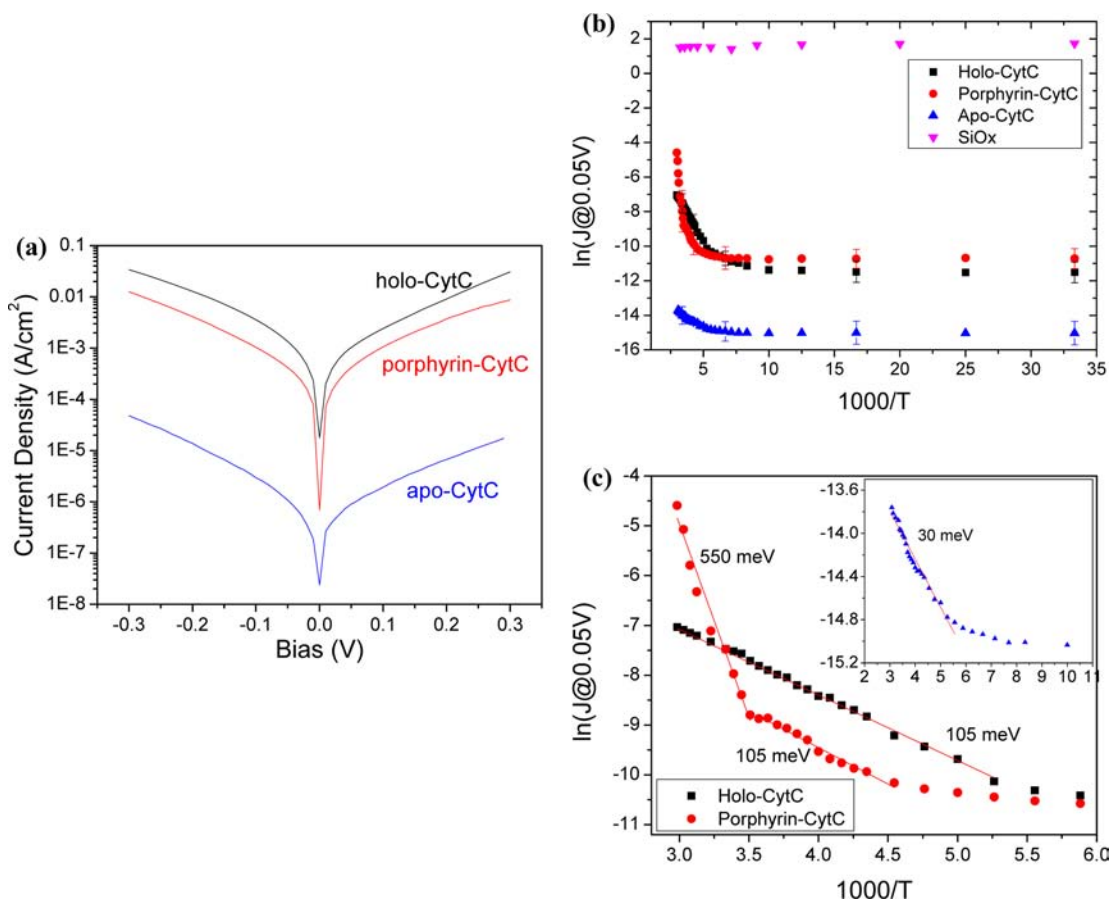 (a)
Current Density (A/cm²)
0.1
0.01
1E-3
1E-4
1E-5
1E-6
1E-7
1E-8
holo-CytC
porphyrin-CytC
apo-CytC
-0.3 -0.2 -0.1 0.0 0.1 0.2 0.3
Bias (V)
(b)
ln(J@0.05V)
2
0
-2
-4
-6
-8
-10
-12
-14
-16
Holo-CytC
Porphyrin-CytC
Apo-CytC
SiOx
5 10 15 20 25 30 35
1000/T
(c)
ln(J@0.05V)
-4
-5
-6
-7
-8
-9
-10
-11
550 meV
105 meV
105 meV
Holo-CytC
Porphyrin-CytC
3.0 3.5 4.0 4.5 5.0 5.5 6.0
1000/T
-13.6
-14.0
-14.4
-14.8
-15.2
30 meV
2 3 4 5 6 7 8 9 10 11